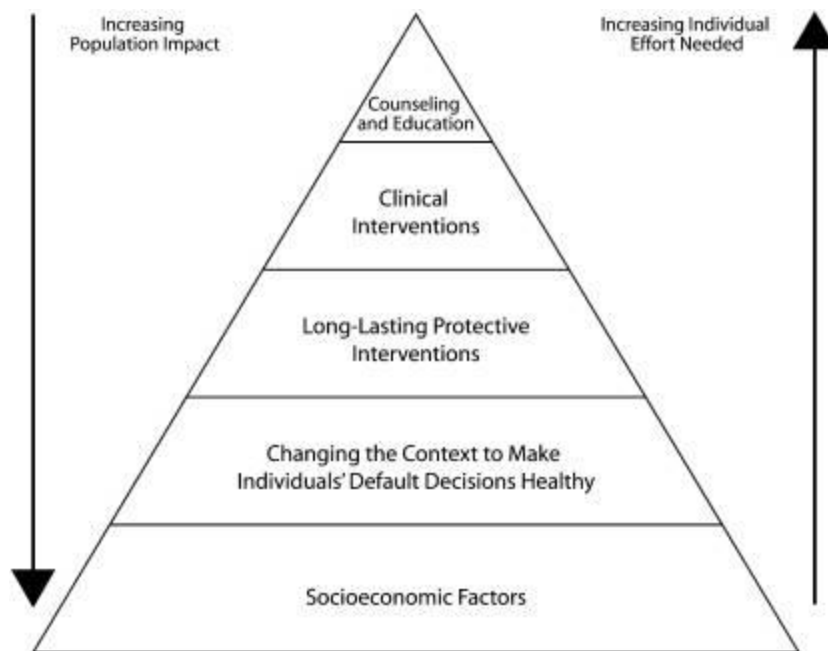 Increasing
Population Impact
Increasing Individual
Effort Needed
Counseling
and Education
Clinical
Interventions
Long-Lasting Protective
Interventions
Changing the Context to Make
Individuals' Default Decisions Healthy
Socioeconomic Factors